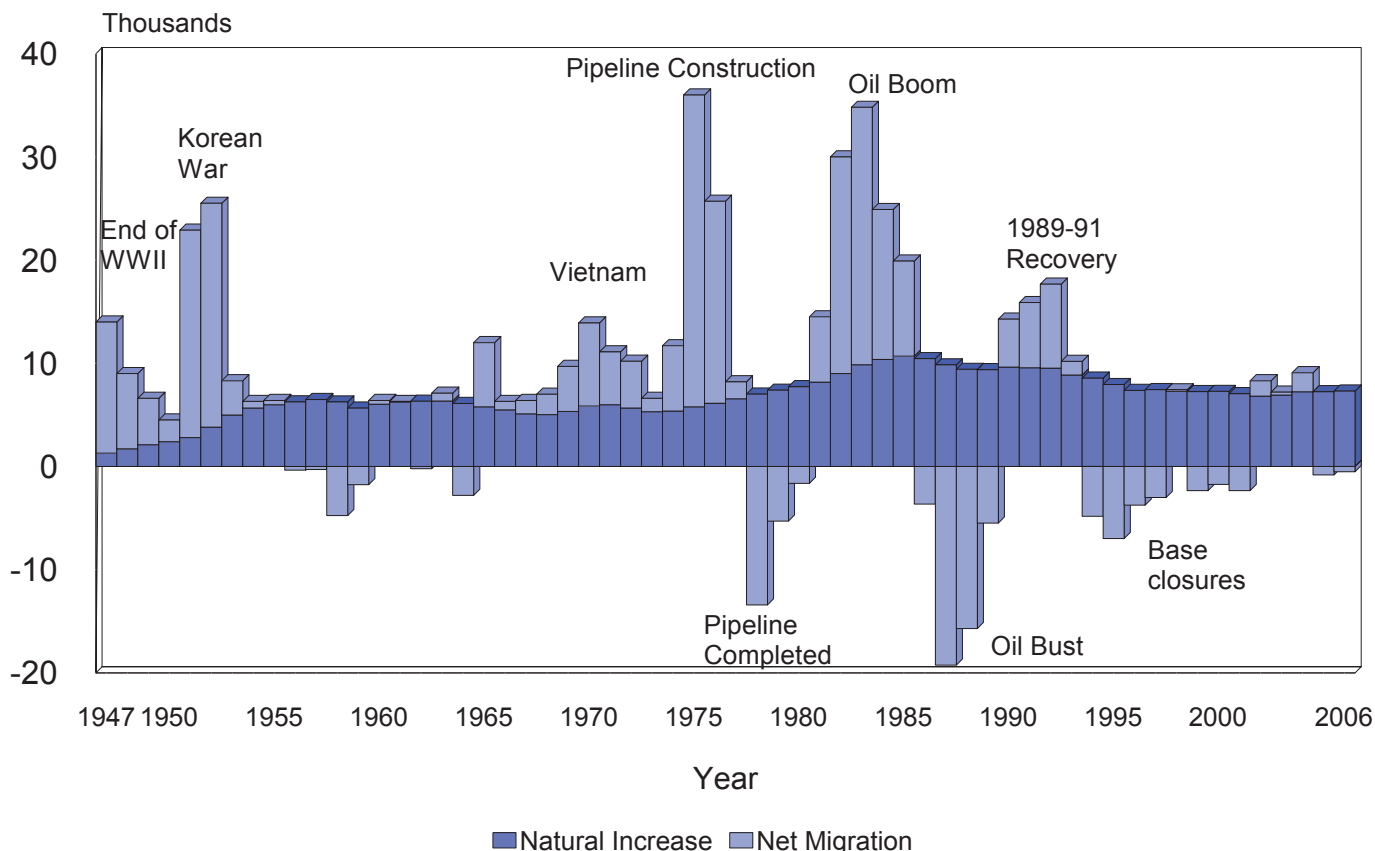 Thousands
40
30
20
10
0
-10
-20
End of
WWII
Korean
War
Vietnam
Pipeline Construction
Pipeline
Completed
Oil Boom
Oil Bust
1989-91
Recovery
Base
closures
1947 1950 1955 1960 1965 1970 1975 1980 1985 1990 1995 2000 2006
Year
Natural Increase Net Migration